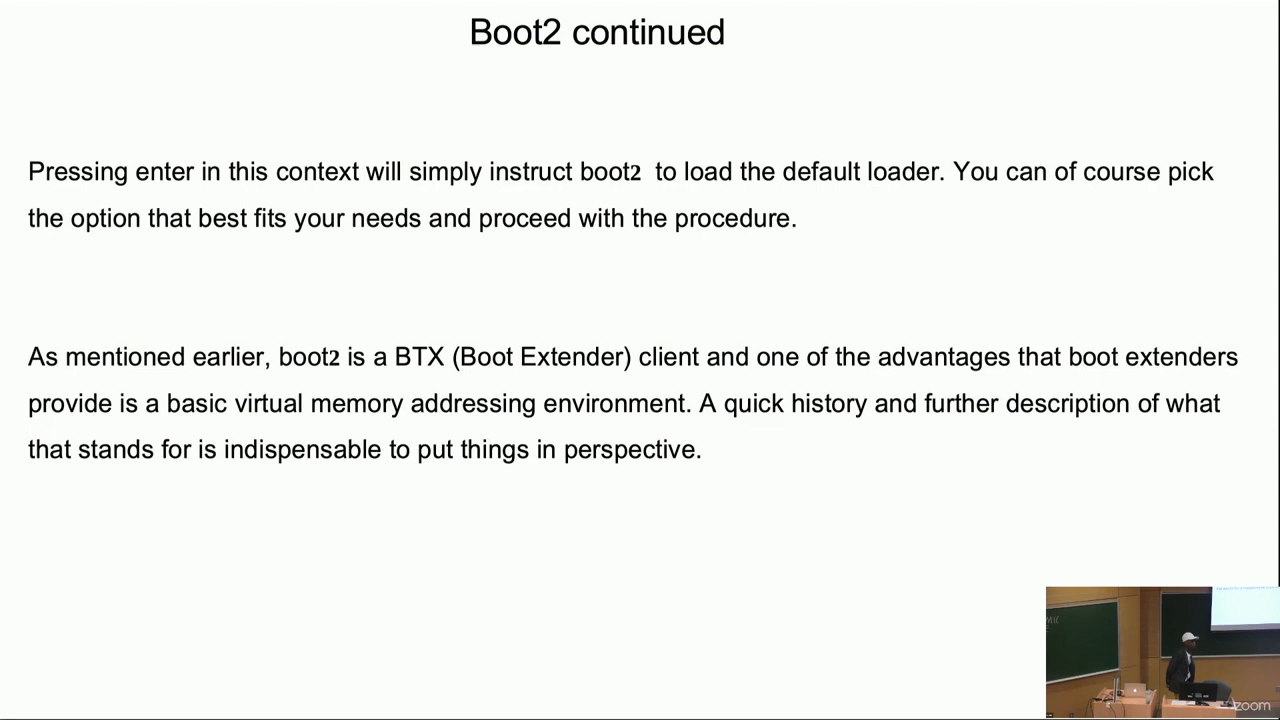 Boot2 continued
Pressing enter in this context will simply instruct boot2 to load the default loader. You can of course pick
the option that best fits your needs and proceed with the procedure.
As mentioned earlier, boot2 is a BTX (Boot Extender) client and one of the advantages that boot extenders
provide is a basic virtual memory addressing environment. A quick history and further description of what
that stands for is indispensable to put things in perspective.
zoom